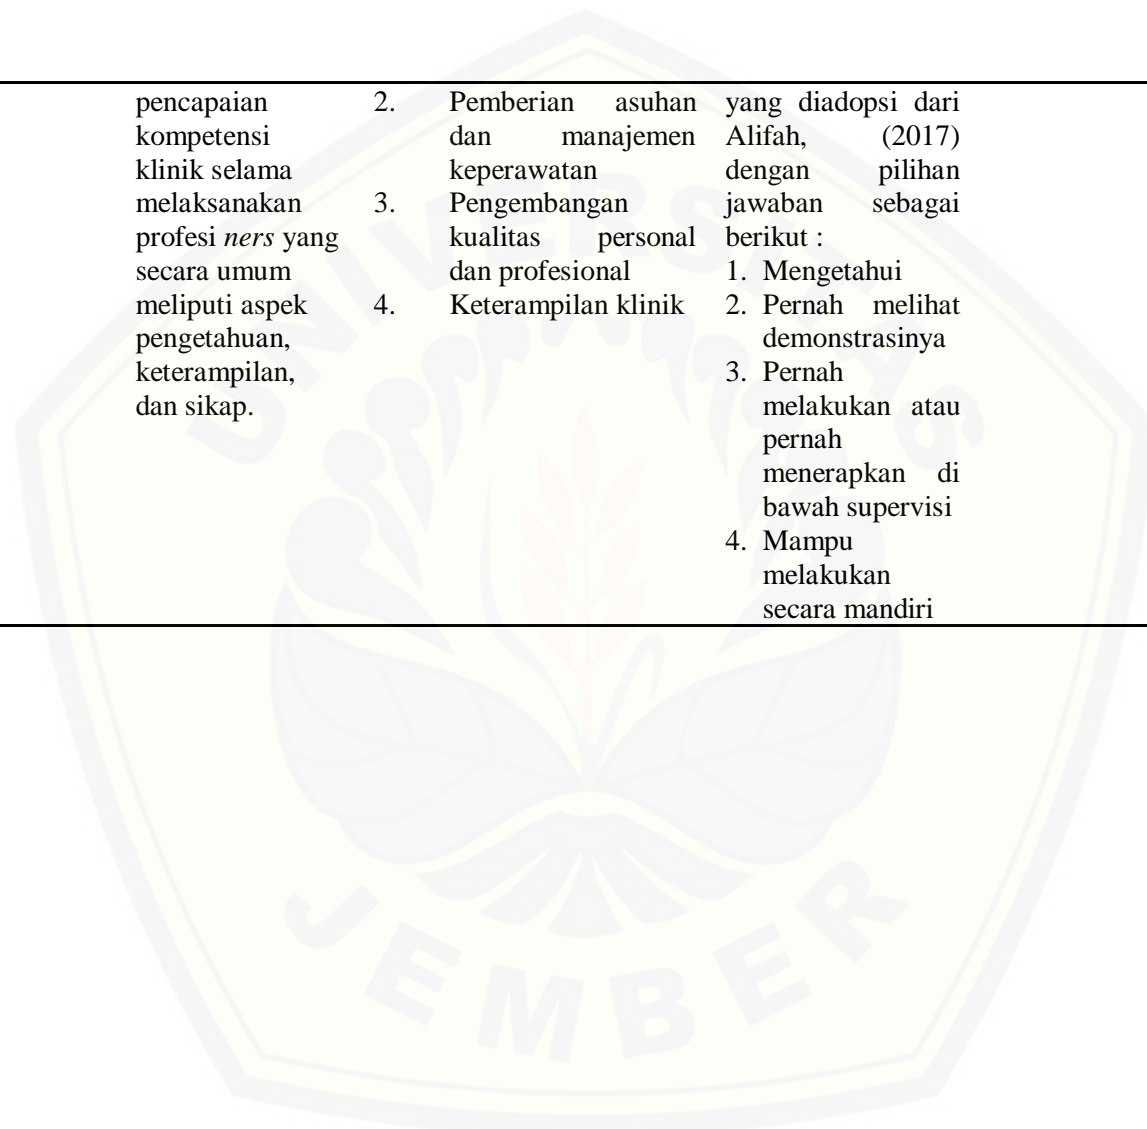 pencapaian
kompetensi
klinik selama
melaksanakan
profesi ners yang
secara umum
meliputi aspek
pengetahuan,
keterampilan,
dan sikap.
2. Pemberian asuhan
dan manajemen
keperawatan
3. Pengembangan
kualitas personal
dan profesional
4. Keterampilan klinik
yang diadopsi dari
Alifah, (2017)
dengan pilihan
jawaban sebagai
berikut :
1. Mengetahui
2. Pernah melihat
demonstrasinya
3. Pernah
melakukan atau
pernah
menerapkan di
bawah supervisi
4. Mampu
melakukan
secara mandiri
UNIVERSITAS
JEMBER